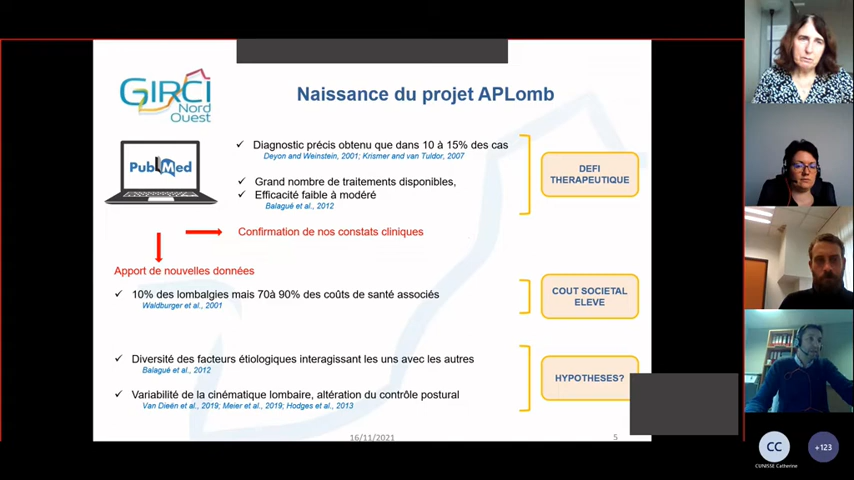 GIRCI
Nord
Ouest
Naissance du projet APLomb
PubMed
✓ Diagnostic précis obtenu que dans 10 à 15% des cas
Deyon and Weinstein, 2001; Krismer and van Tuldor, 2007
✓ Grand nombre de traitements disponibles,
✓ Efficacité faible à modéré
Balagué et al., 2012
DEFI
THERAPEUTIQUE
Confirmation de nos constats cliniques
Apport de nouvelles données
✓ 10% des lombalgies mais 70à 90% des coûts de santé associés
Waldburger et al., 2001
COUT SOCIETAL
ELEVE
✓ Diversité des facteurs étiologiques interagissant les uns avec les autres
Balagué et al., 2012
✓ Variabilité de la cinématique lombaire, altération du contrôle postural
Van Dieën et al., 2019; Meier et al., 2019; Hodges et al., 2013
HYPOTHESES?
16/11/2021
5
CC
+123
CUNISSE Catherine